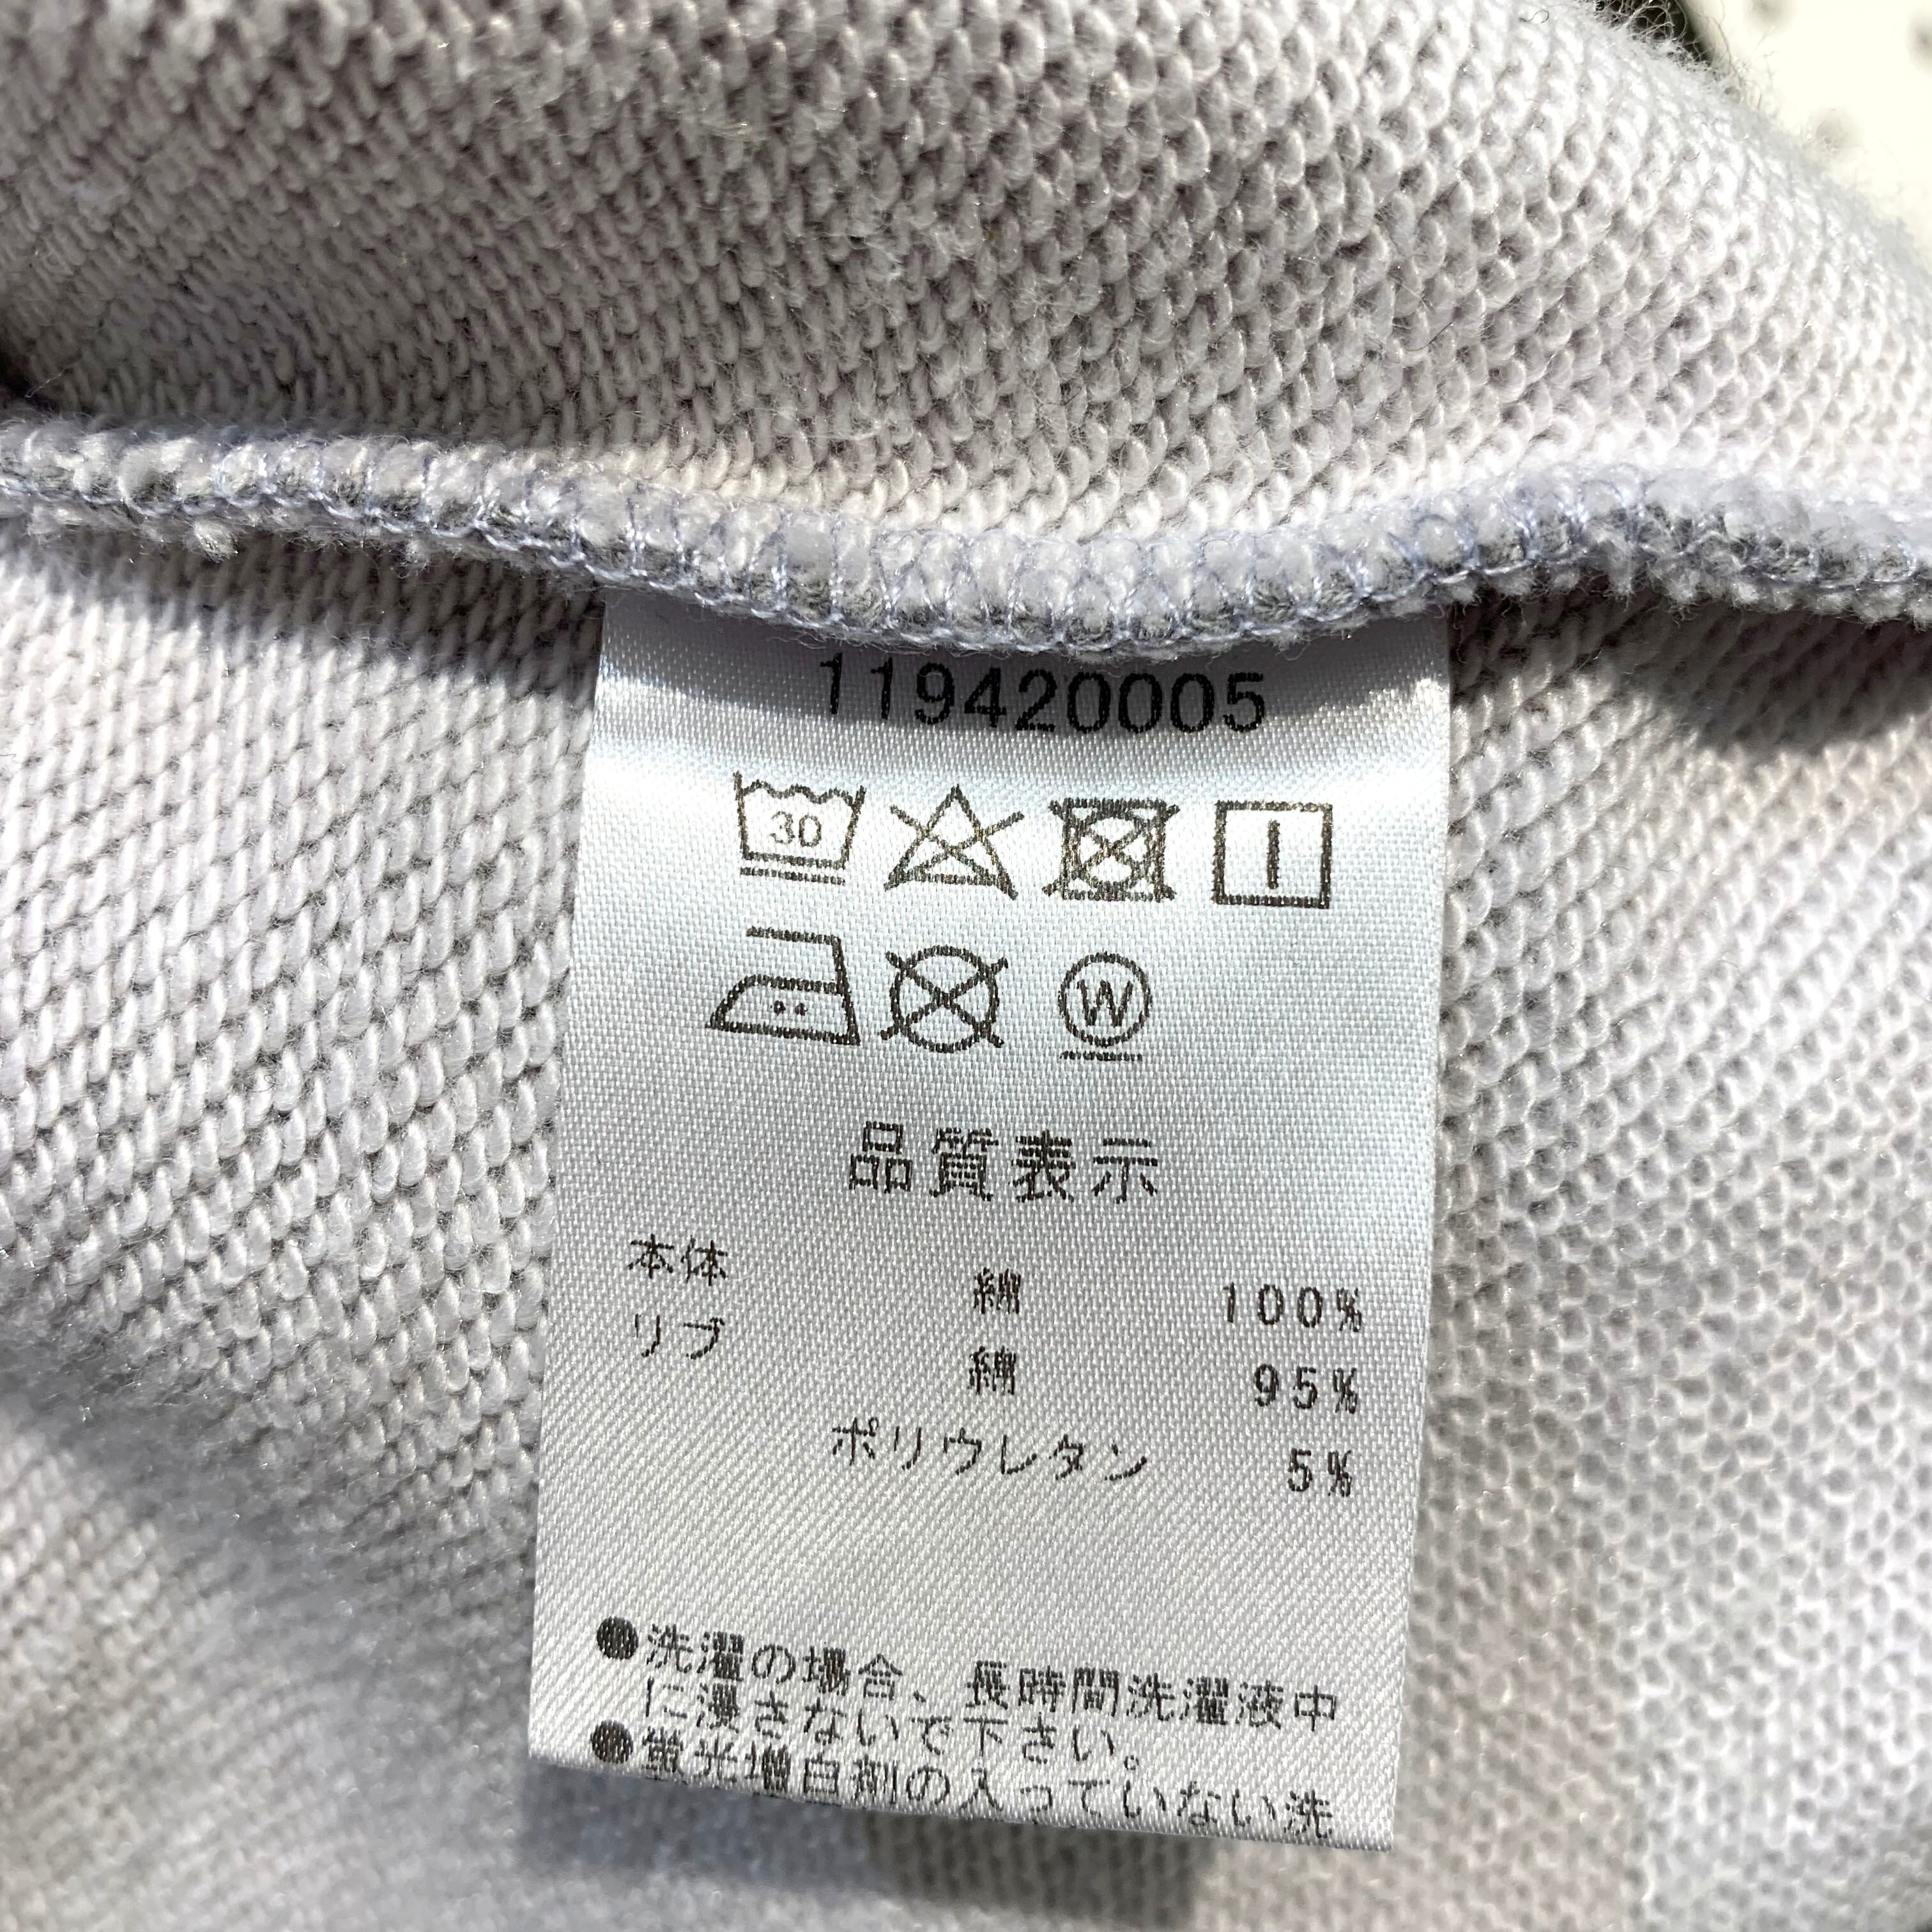 119420005
30
W
品質表示
本体 綿 100%
リブ 綿 95%
ポリウレタン 5%
●洗濯の場合、長時間洗濯液中
に浸さないで下さい。
●蛍光増白剤の入っていない洗